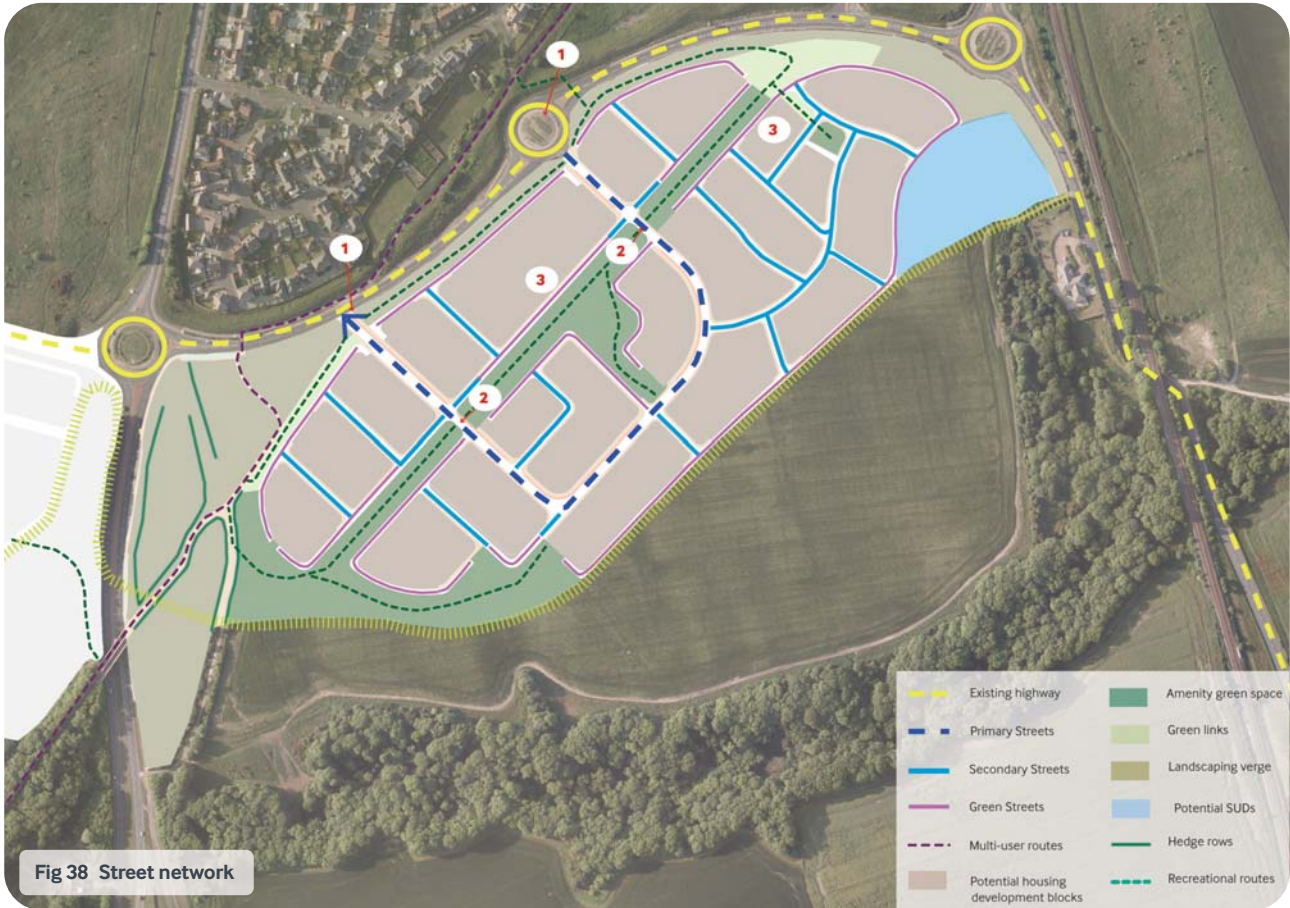 1
1
3
3
2
2
Existing highway
Primary Streets
Secondary Streets
Green Streets
Multi-user routes
Potential housing
development blocks
Amenity green space
Green links
Landscaping verge
Potential SUDs
Hedge rows
Recreational routes
Fig 38 Street network